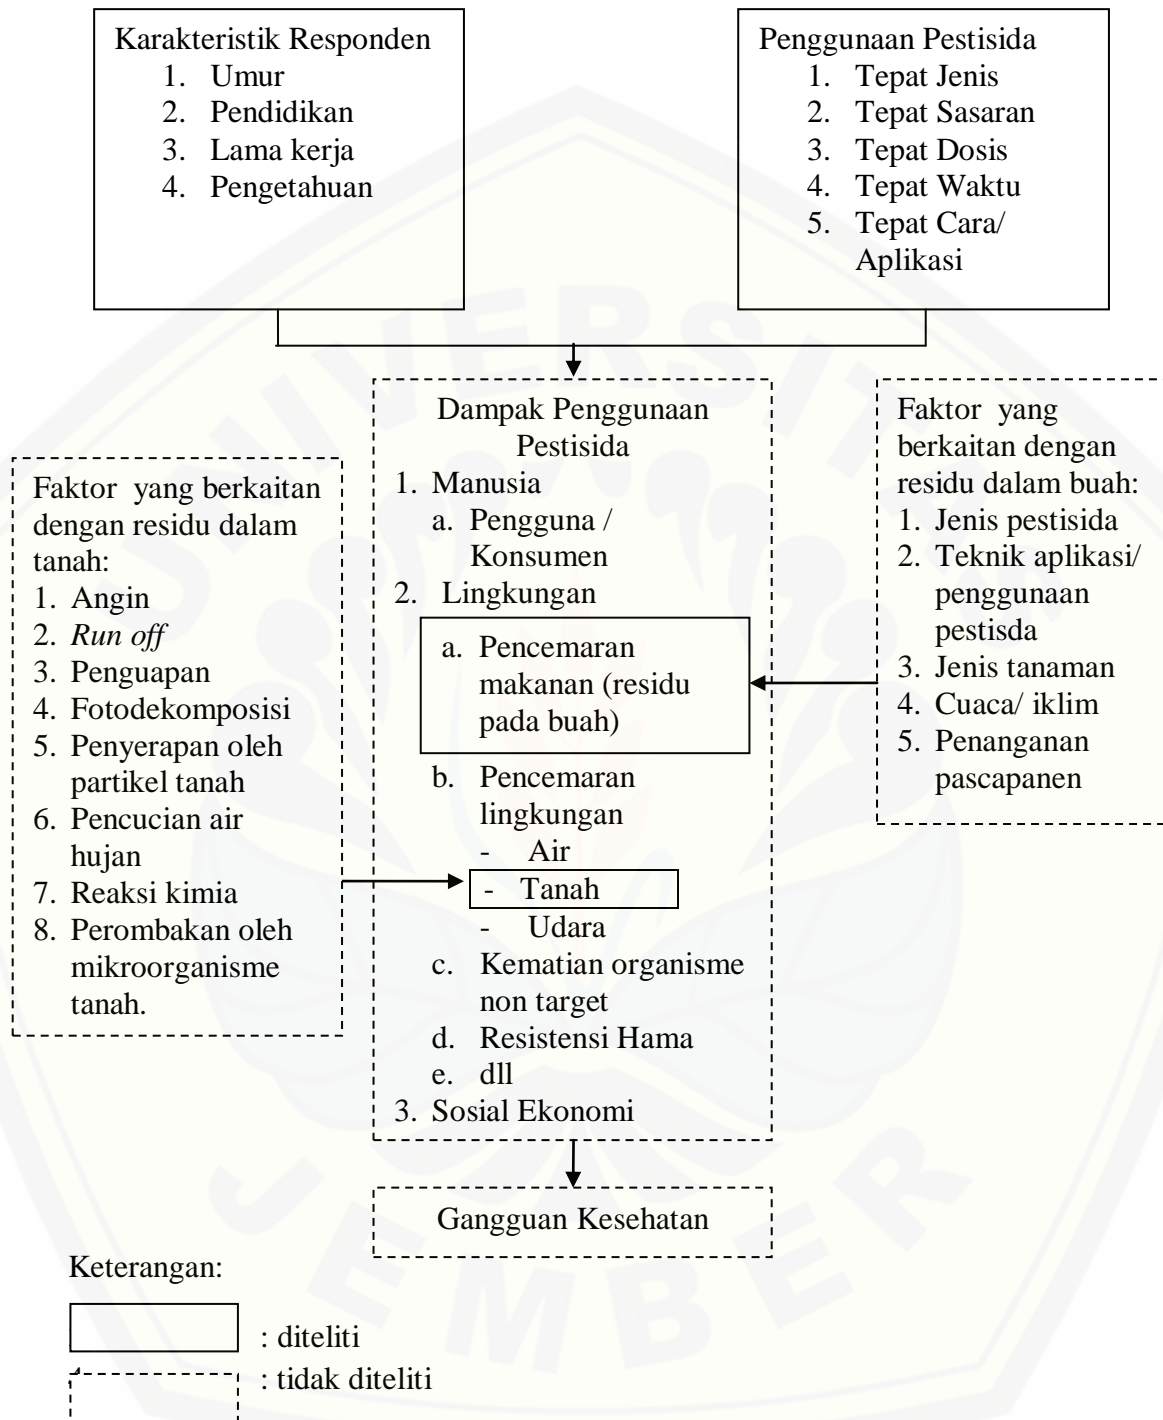 Karakteristik Responden
1. Umur
2. Pendidikan
3. Lama kerja
4. Pengetahuan
Penggunaan Pestisida
1. Tepat Jenis
2. Tepat Sasaran
3. Tepat Dosis
4. Tepat Waktu
5. Tepat Cara/
Aplikasi
Faktor yang berkaitan
dengan residu dalam
tanah:
1. Angin
2. Run off
3. Penguapan
4. Fotodekomposisi
5. Penyerapan oleh
partikel tanah
6. Pencucian air
hujan
7. Reaksi kimia
8. Perombakan oleh
mikroorganisme
tanah.
Dampak Penggunaan
Pestisida
1. Manusia
a. Pengguna /
Konsumen
2. Lingkungan
a. Pencemaran
makanan (residu
pada buah)
b. Pencemaran
lingkungan
- Air
- Tanah
- Udara
c. Kematian organisme
non target
d. Resistensi Hama
e. dll
3. Sosial Ekonomi
Faktor yang
berkaitan dengan
residu dalam buah:
1. Jenis pestisida
2. Teknik aplikasi/
penggunaan
pestisda
3. Jenis tanaman
4. Cuaca/ iklim
5. Penanganan
pascapanen
Gangguan Kesehatan
Keterangan:
: diteliti
: tidak diteliti
UNIVERSITAS
JEMBER